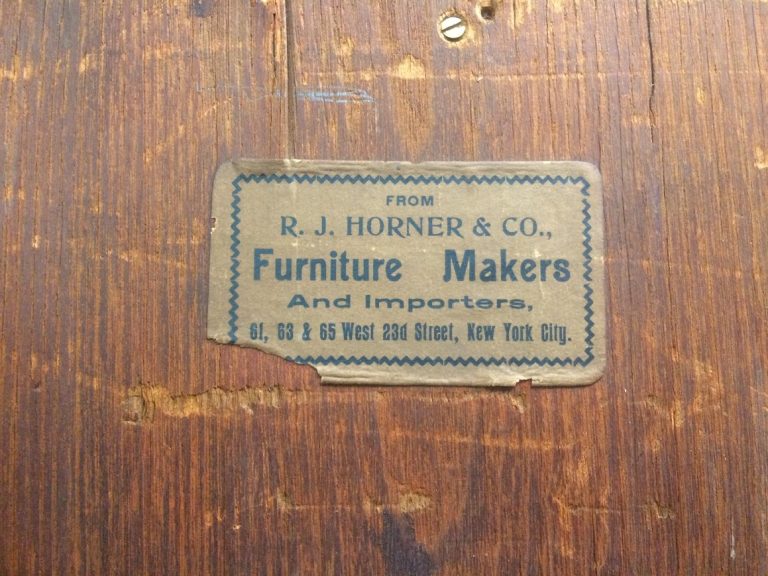 FROM
R. J. HORNER & CO.,
Furniture Makers
And Importers,
61, 63 & 65 West 23d Street, New York City.